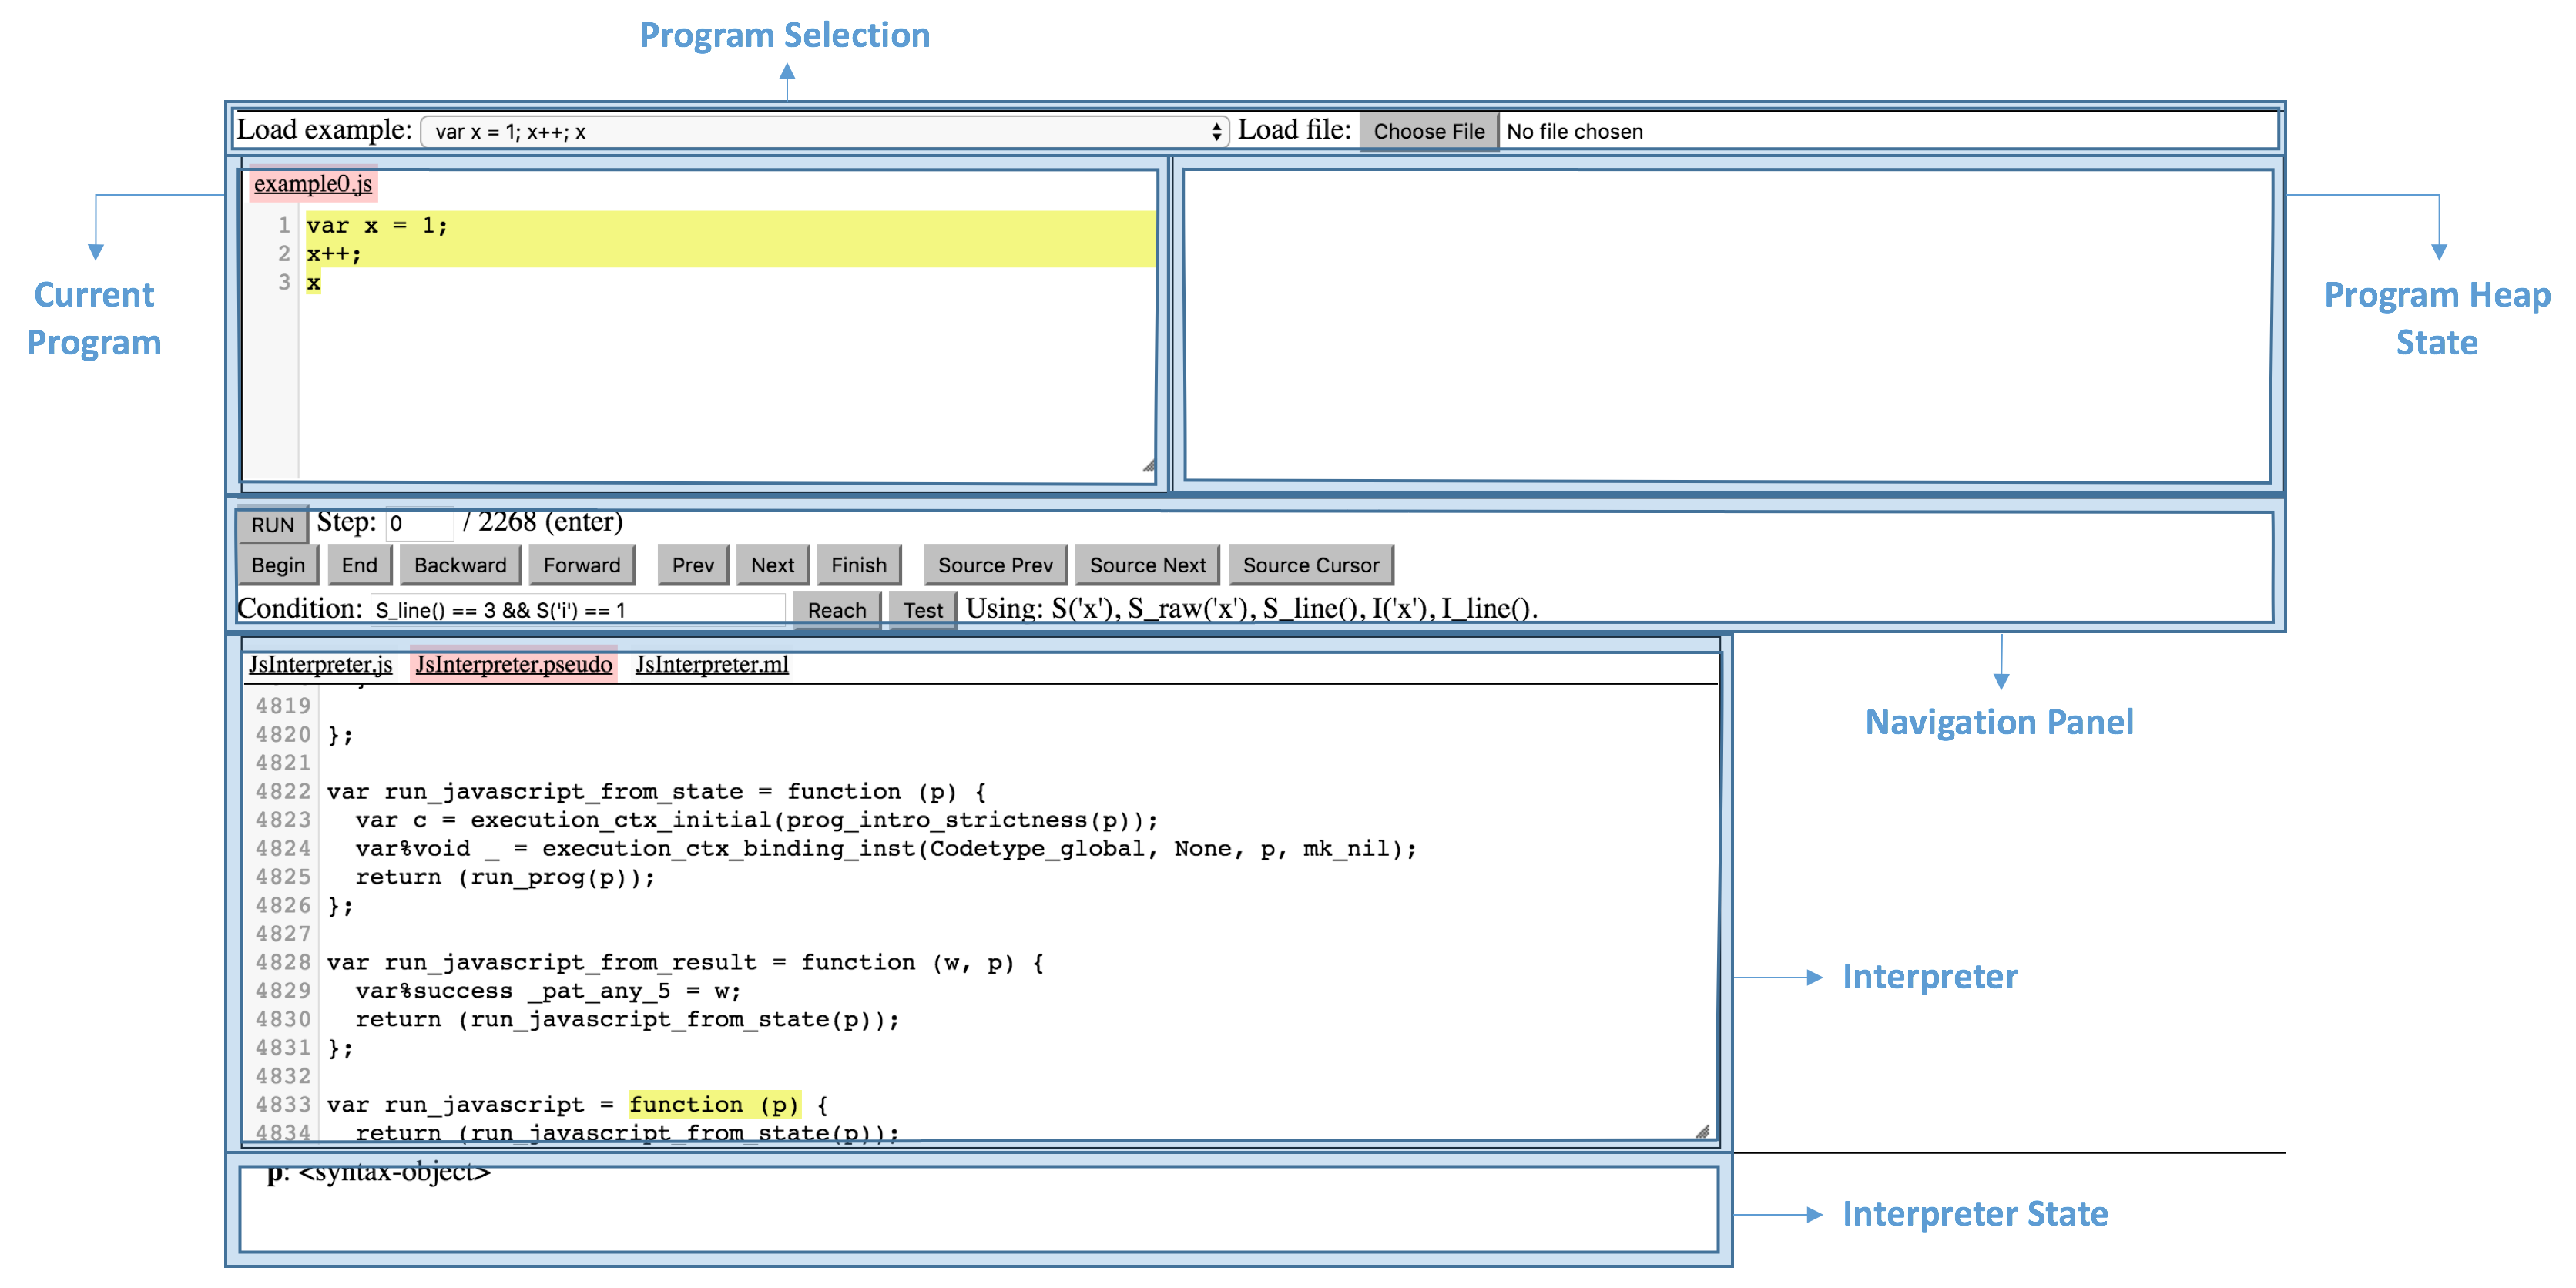 Program Selection
Load example: var x = 1; x++; x Load file: Choose File No file chosen
example0.js
1 var x = 1;
2 x++;
3 x
Current
Program
Program Heap
State
RUN Step: 0 / 2268 (enter)
Begin End Backward Forward Prev Next Finish Source Prev Source Next Source Cursor
Condition: S_line() == 3 && S('i') == 1 Reach Test Using: S('x'), S_raw('x'), S_line(), I('x'), I_line().
Navigation Panel
JsInterpreter.js JsInterpreter.pseudo JsInterpreter.ml
4819
4820 };
4821
4822 var run_javascript_from_state = function (p) {
4823   var c = execution_ctx_initial(prog_intro_strictness(p));
4824   var%void _ = execution_ctx_binding_inst(Codetype_global, None, p, mk_nil);
4825   return (run_prog(p));
4826 };
4827
4828 var run_javascript_from_result = function (w, p) {
4829   var%success _pat_any_5 = w;
4830   return (run_javascript_from_state(p));
4831 };
4832
4833 var run_javascript = function (p) {
4834   return (run_javascript_from_state(p));
Interpreter
p: <syntax-object>
Interpreter State